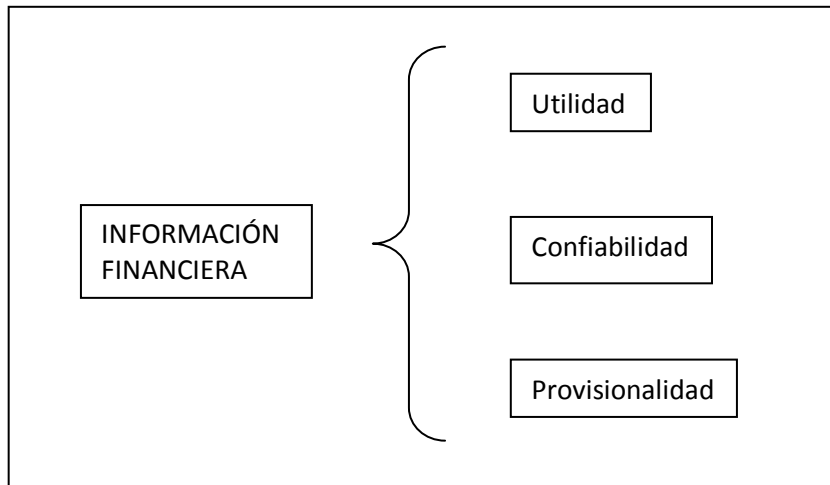 INFORMACIÓN
FINANCIERA
Utilidad
Confiabilidad
Provisionalidad